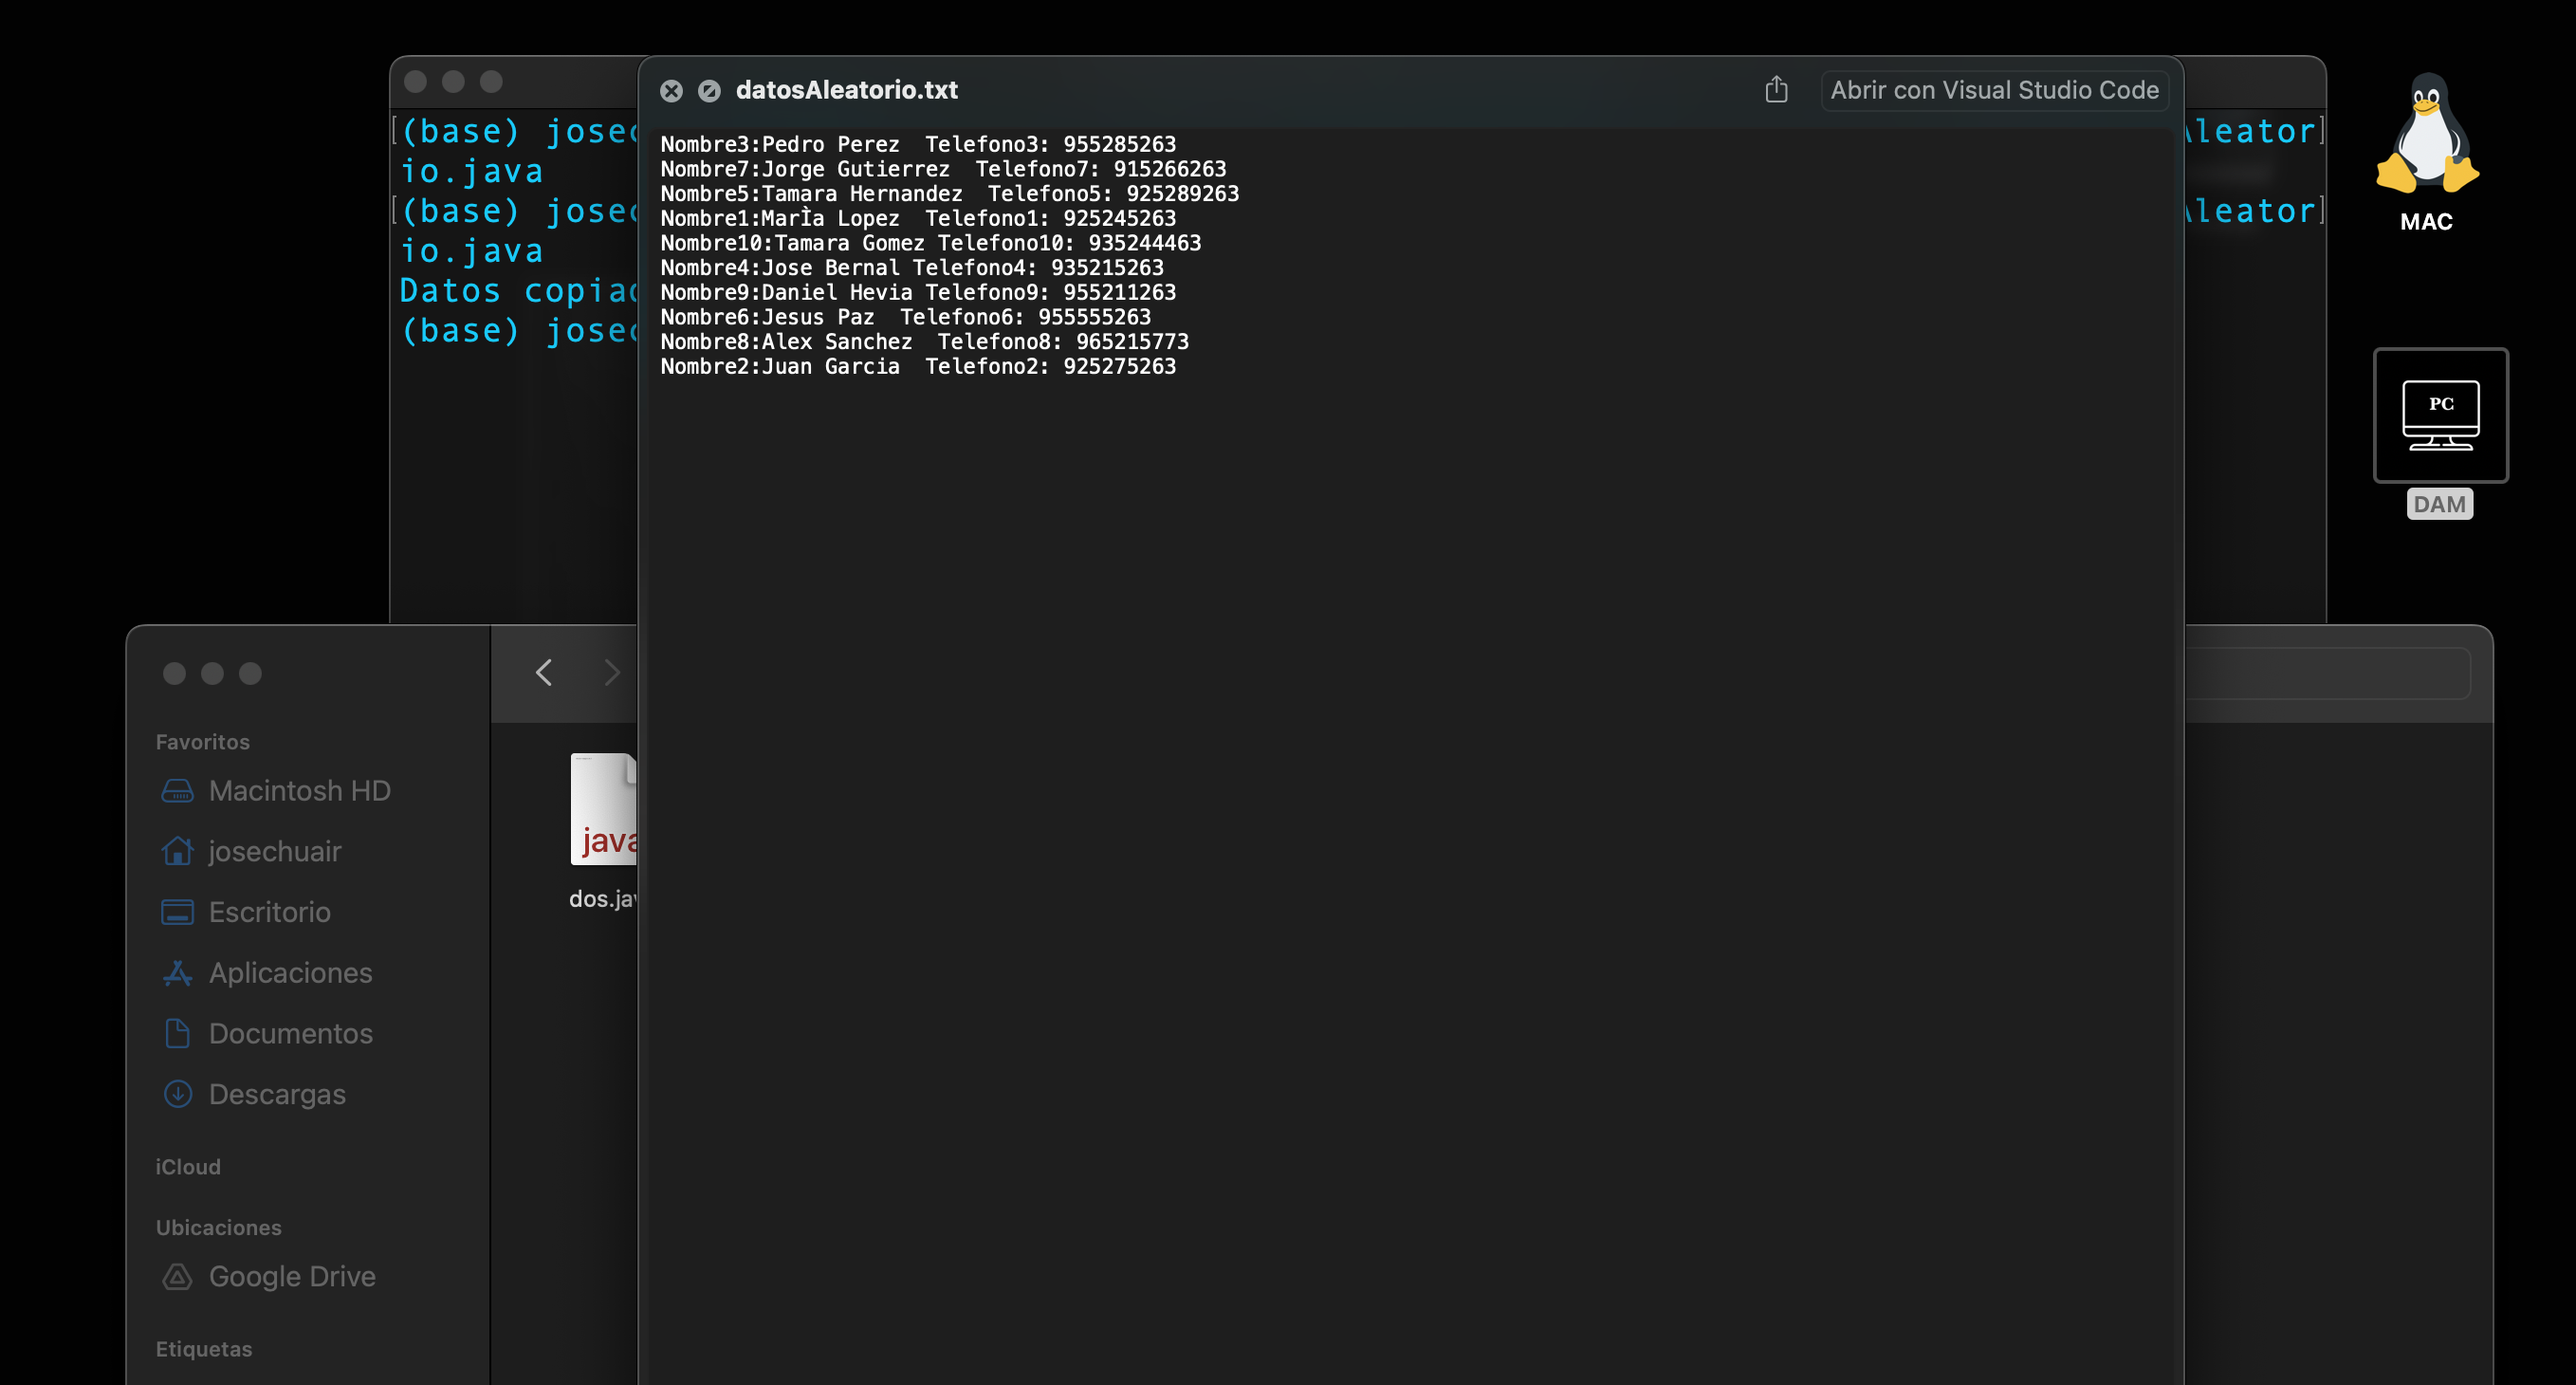 datosAleatorio.txt
Abrir con Visual Studio Code
(base) josec
Aleator
io.java
(base) josec
Aleator
io.java
Datos copiad
(base) josec
Nombre3:Pedro Perez  Telefono3: 955285263
Nombre7:Jorge Gutierrez  Telefono7: 915266263
Nombre5:Tamara Hernandez  Telefono5: 925289263
Nombre1:MarÌa Lopez  Telefono1: 925245263
Nombre10:Tamara Gomez Telefono10: 935244463
Nombre4:Jose Bernal Telefono4: 935215263
Nombre9:Daniel Hevia Telefono9: 955211263
Nombre6:Jesus Paz  Telefono6: 955555263
Nombre8:Alex Sanchez  Telefono8: 965215773
Nombre2:Juan Garcia  Telefono2: 925275263
MAC
PC
DAM
Favoritos
Macintosh HD
josechuair
Escritorio
Aplicaciones
Documentos
Descargas
iCloud
Ubicaciones
Google Drive
Etiquetas
java
dos.jav